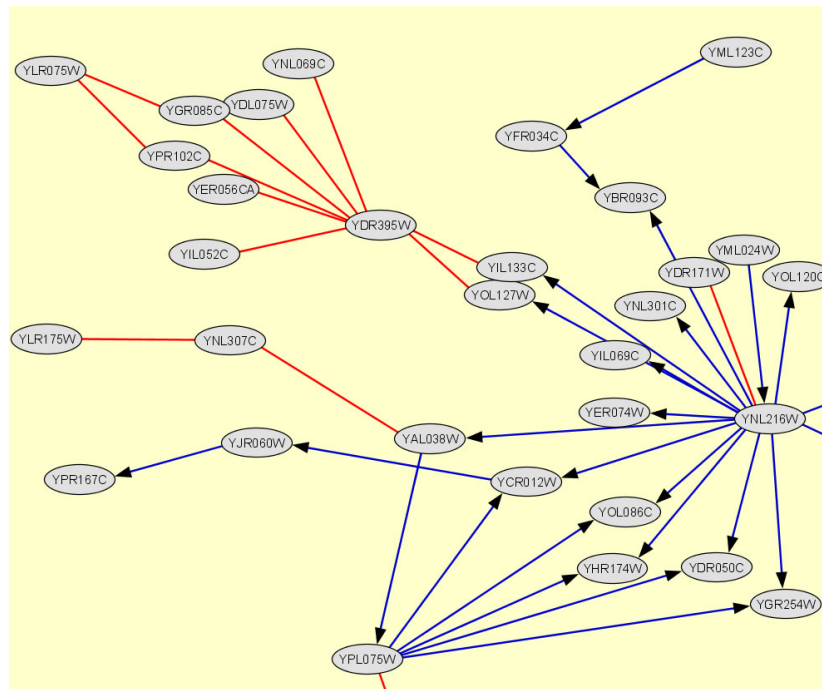 YML123C
YNL069C
YLR075W
YDL075W
YGR085C
YFR034C
YPR102C
YER056CA
YBR093C
YDR395W
YML024W
YIL052C
YIL133C
YDR171W
YOL120C
YOL127W
YNL301C
YLR175W
YNL307C
YIL069C
YER074W
YNL216W
YAL038W
YJR060W
YPR167C
YCR012W
YOL086C
YHR174W
YDR050C
YGR254W
YPL075W